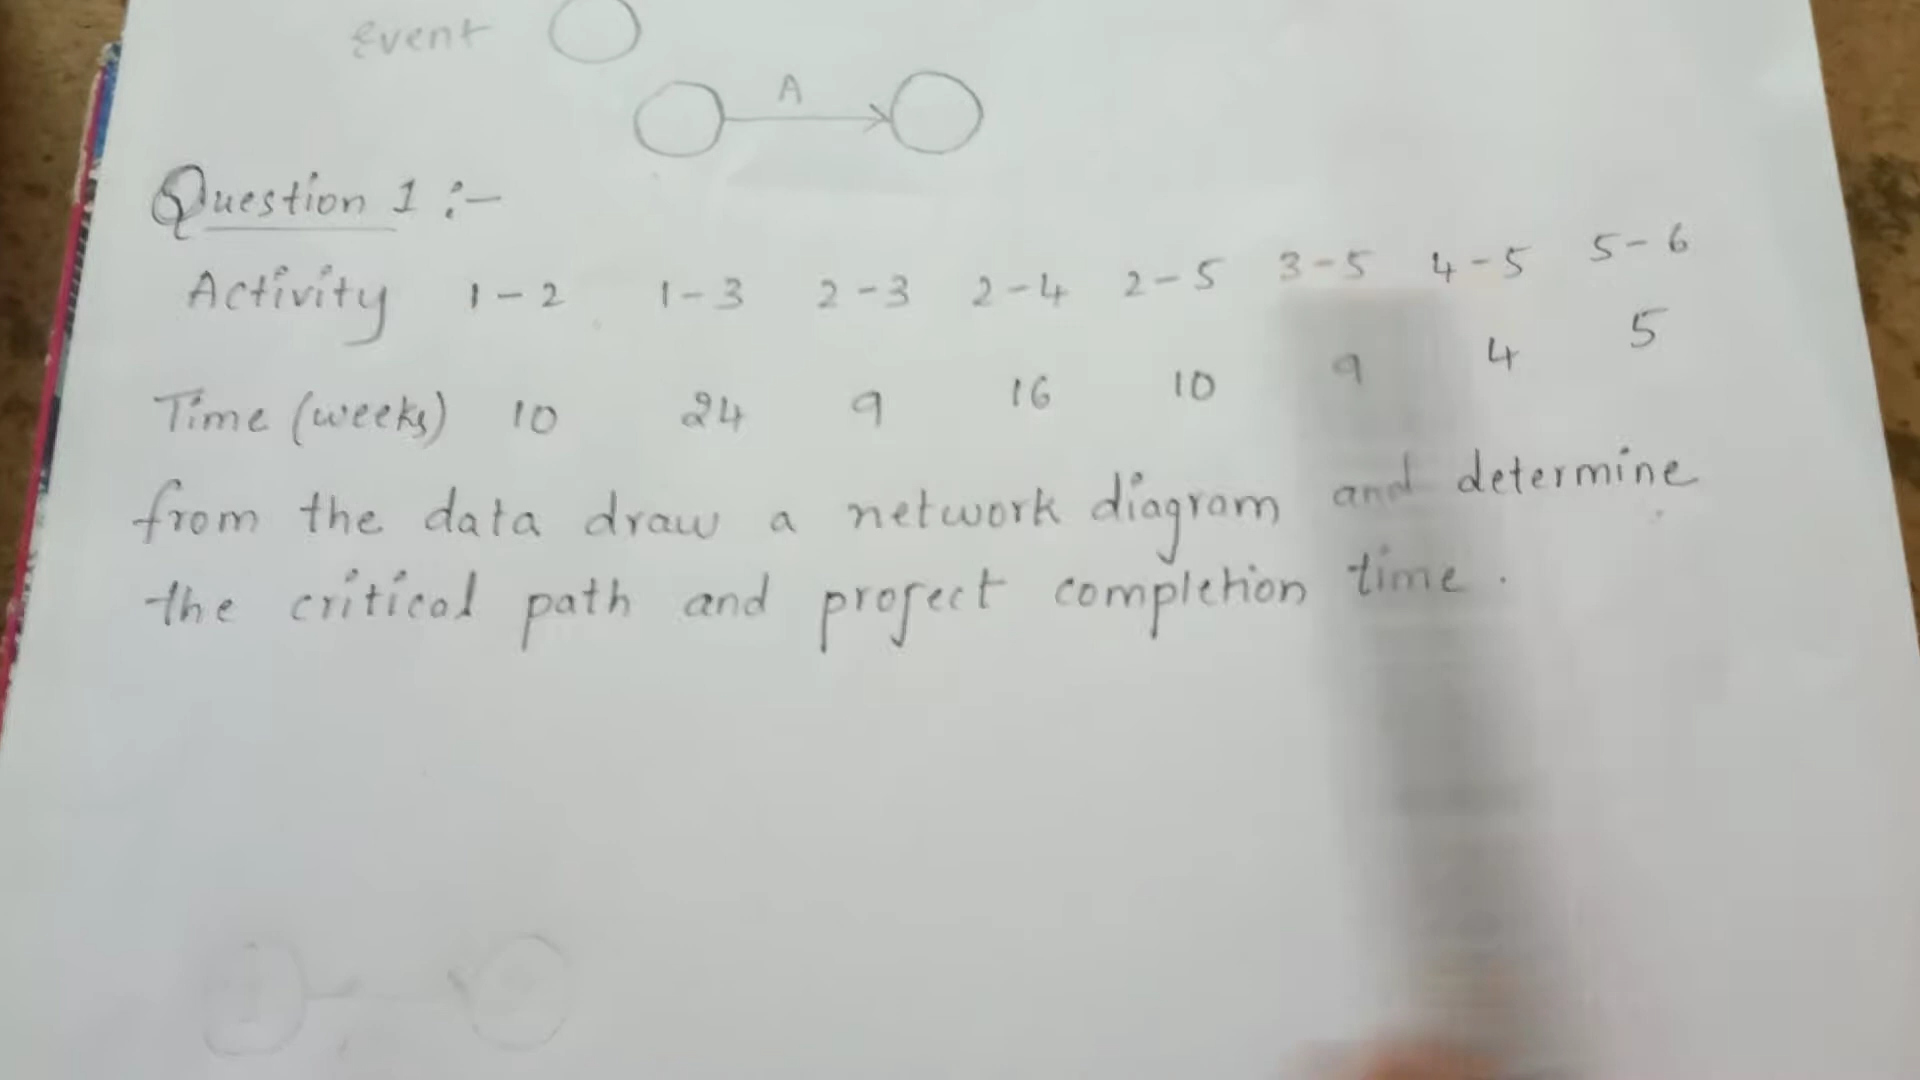 Event
A
Question 1 :-
Activity 1-2 1-3 2-3 2-4 2-5 3-5 4-5 5-6
Time (weeks) 10 24 9 16 10 9 4 5
from the data draw a network diagram and determine
the critical path and project completion time.